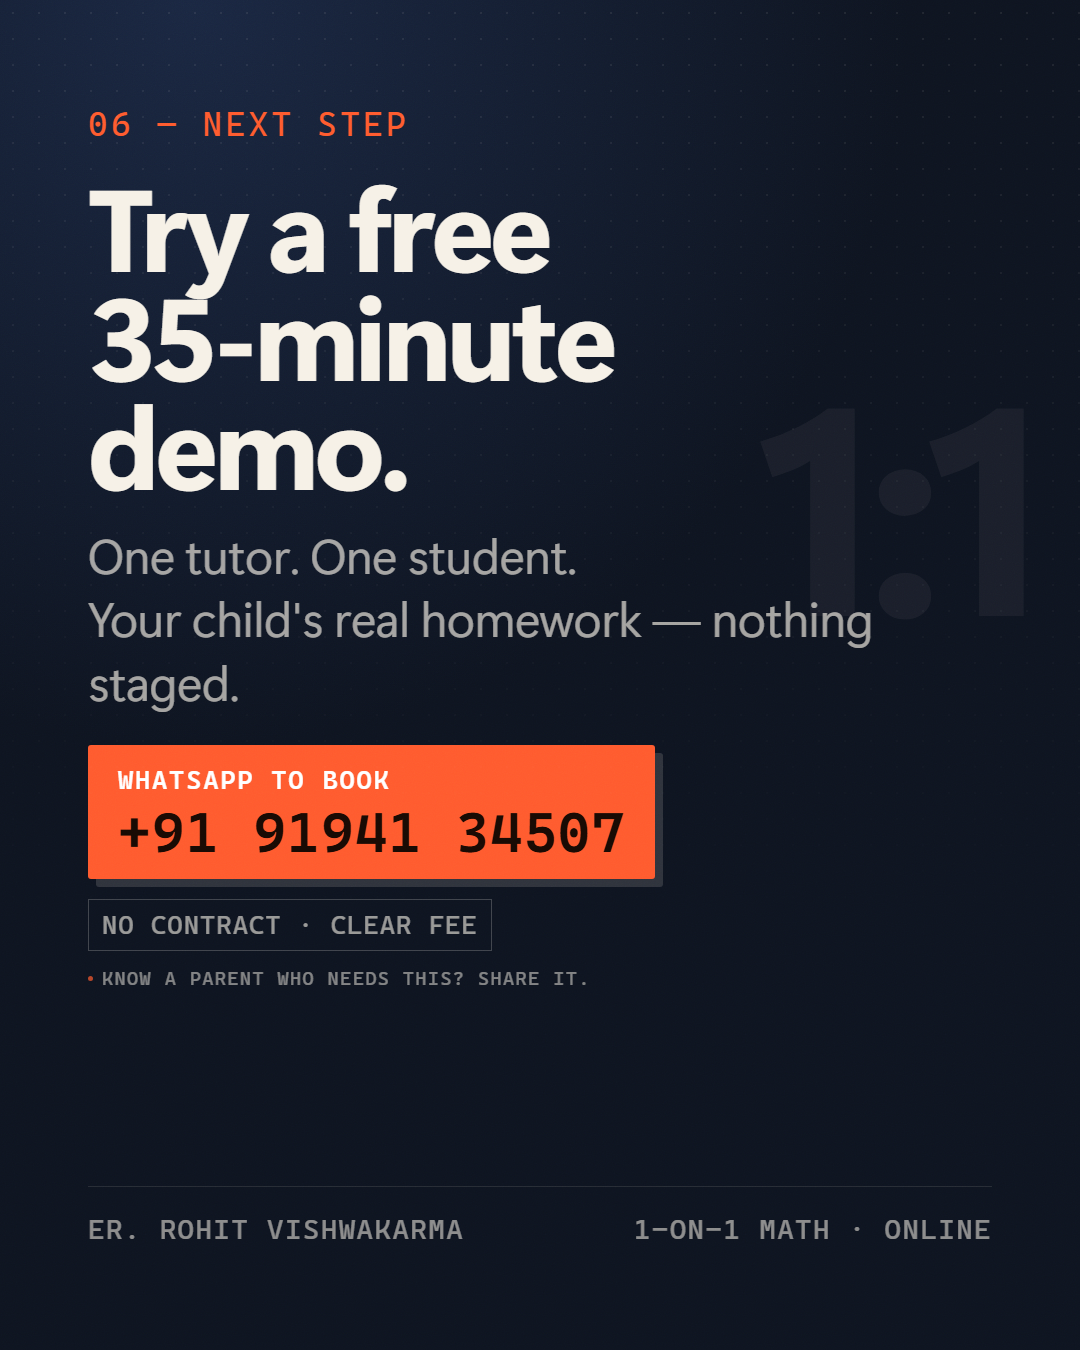 06 — NEXT STEP
Try a free
35-minute
demo.
1:1
One tutor. One student.
Your child's real homework — nothing
staged.
WHATSAPP TO BOOK
+91 91941 34507
NO CONTRACT · CLEAR FEE
• KNOW A PARENT WHO NEEDS THIS? SHARE IT.
ER. ROHIT VISHWAKARMA
1-ON-1 MATH · ONLINE